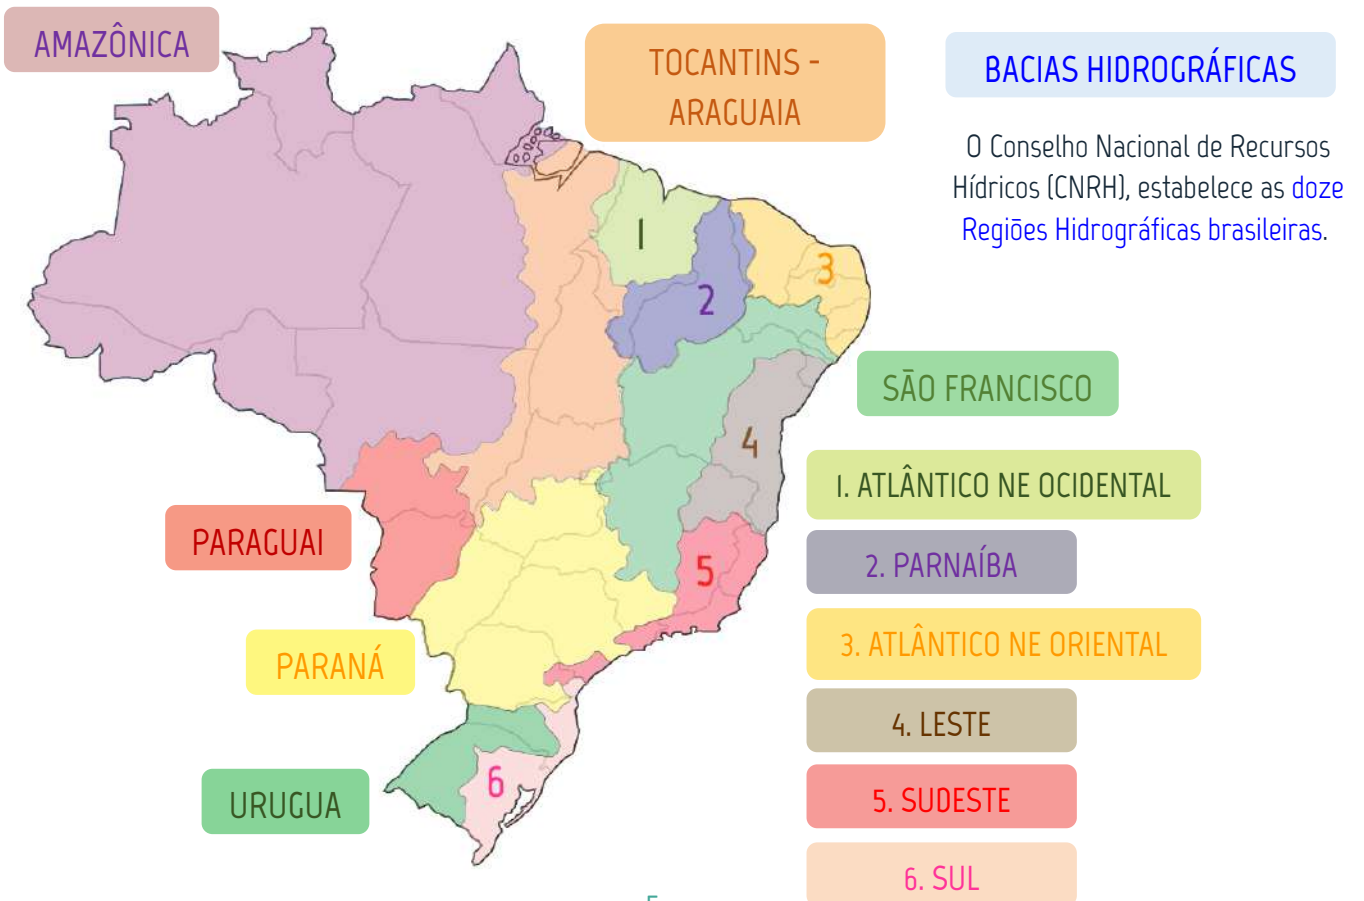 AMAZÔNICA
TOCANTINS -
ARAGUAIA
BACIAS HIDROGRÁFICAS
O Conselho Nacional de Recursos
Hídricos (CNRH), estabelece as doze
Regiões Hidrográficas brasileiras.
1
2
3
SÃO FRANCISCO
4
1. ATLÂNTICO NE OCIDENTAL
PARAGUAI
5
2. PARNAÍBA
PARANÁ
3. ATLÂNTICO NE ORIENTAL
4. LESTE
6
URUGUA
5. SUDESTE
6. SUL